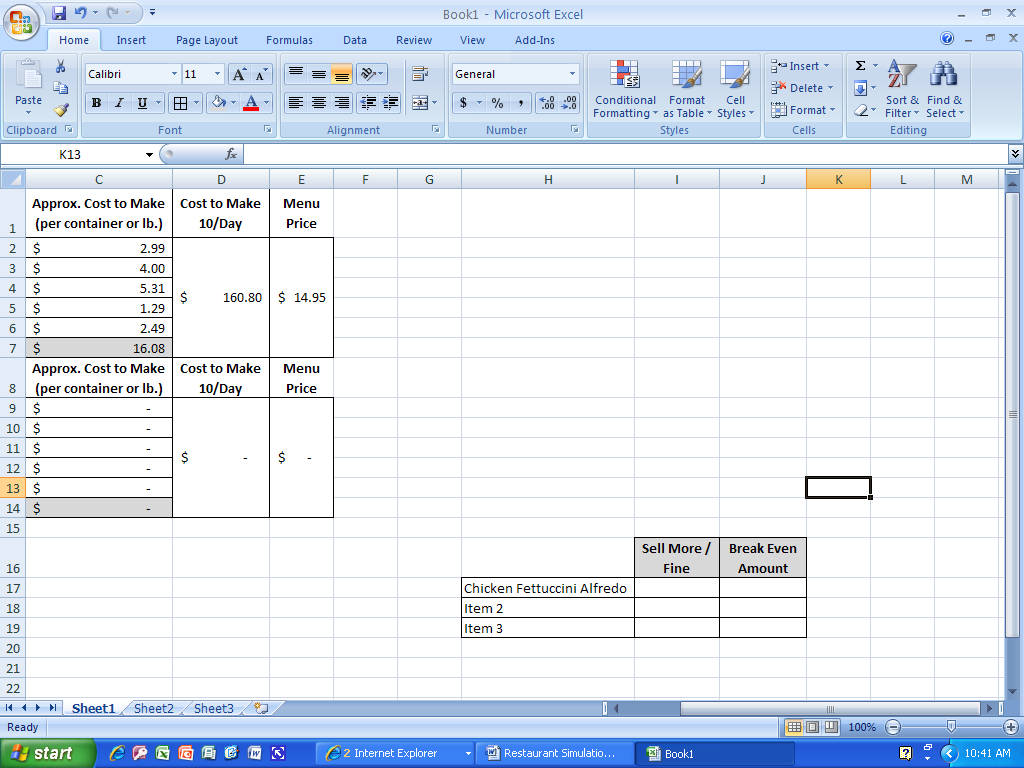 Book1 - Microsoft Excel
Home Insert Page Layout Formulas Data Review View Add-Ins
Paste
Clipboard
Calibri 11
B I U
Font
Alignment
General
$ % ,
Number
Conditional Formatting
Format as Table
Cell Styles
Styles
Insert
Delete
Format
Cells
Σ
Sort & Filter
Find & Select
Editing
K13 fx
C D E F G H I J K L M
1 Approx. Cost to Make (per container or lb.) Cost to Make 10/Day Menu Price
2 $ 2.99
3 $ 4.00
4 $ 5.31
$ 160.80 $ 14.95
5 $ 1.29
6 $ 2.49
7 $ 16.08
8 Approx. Cost to Make (per container or lb.) Cost to Make 10/Day Menu Price
9 $ -
10 $ -
11 $ -
$ - $ -
12 $ -
13 $ -
14 $ -
15
16 Sell More / Fine Break Even Amount
17 Chicken Fettuccini Alfredo
18 Item 2
19 Item 3
20
21
22
Sheet1 Sheet2 Sheet3
Ready 100%
start 2 Internet Explorer Restaurant Simulatio... Book1 10:41 AM